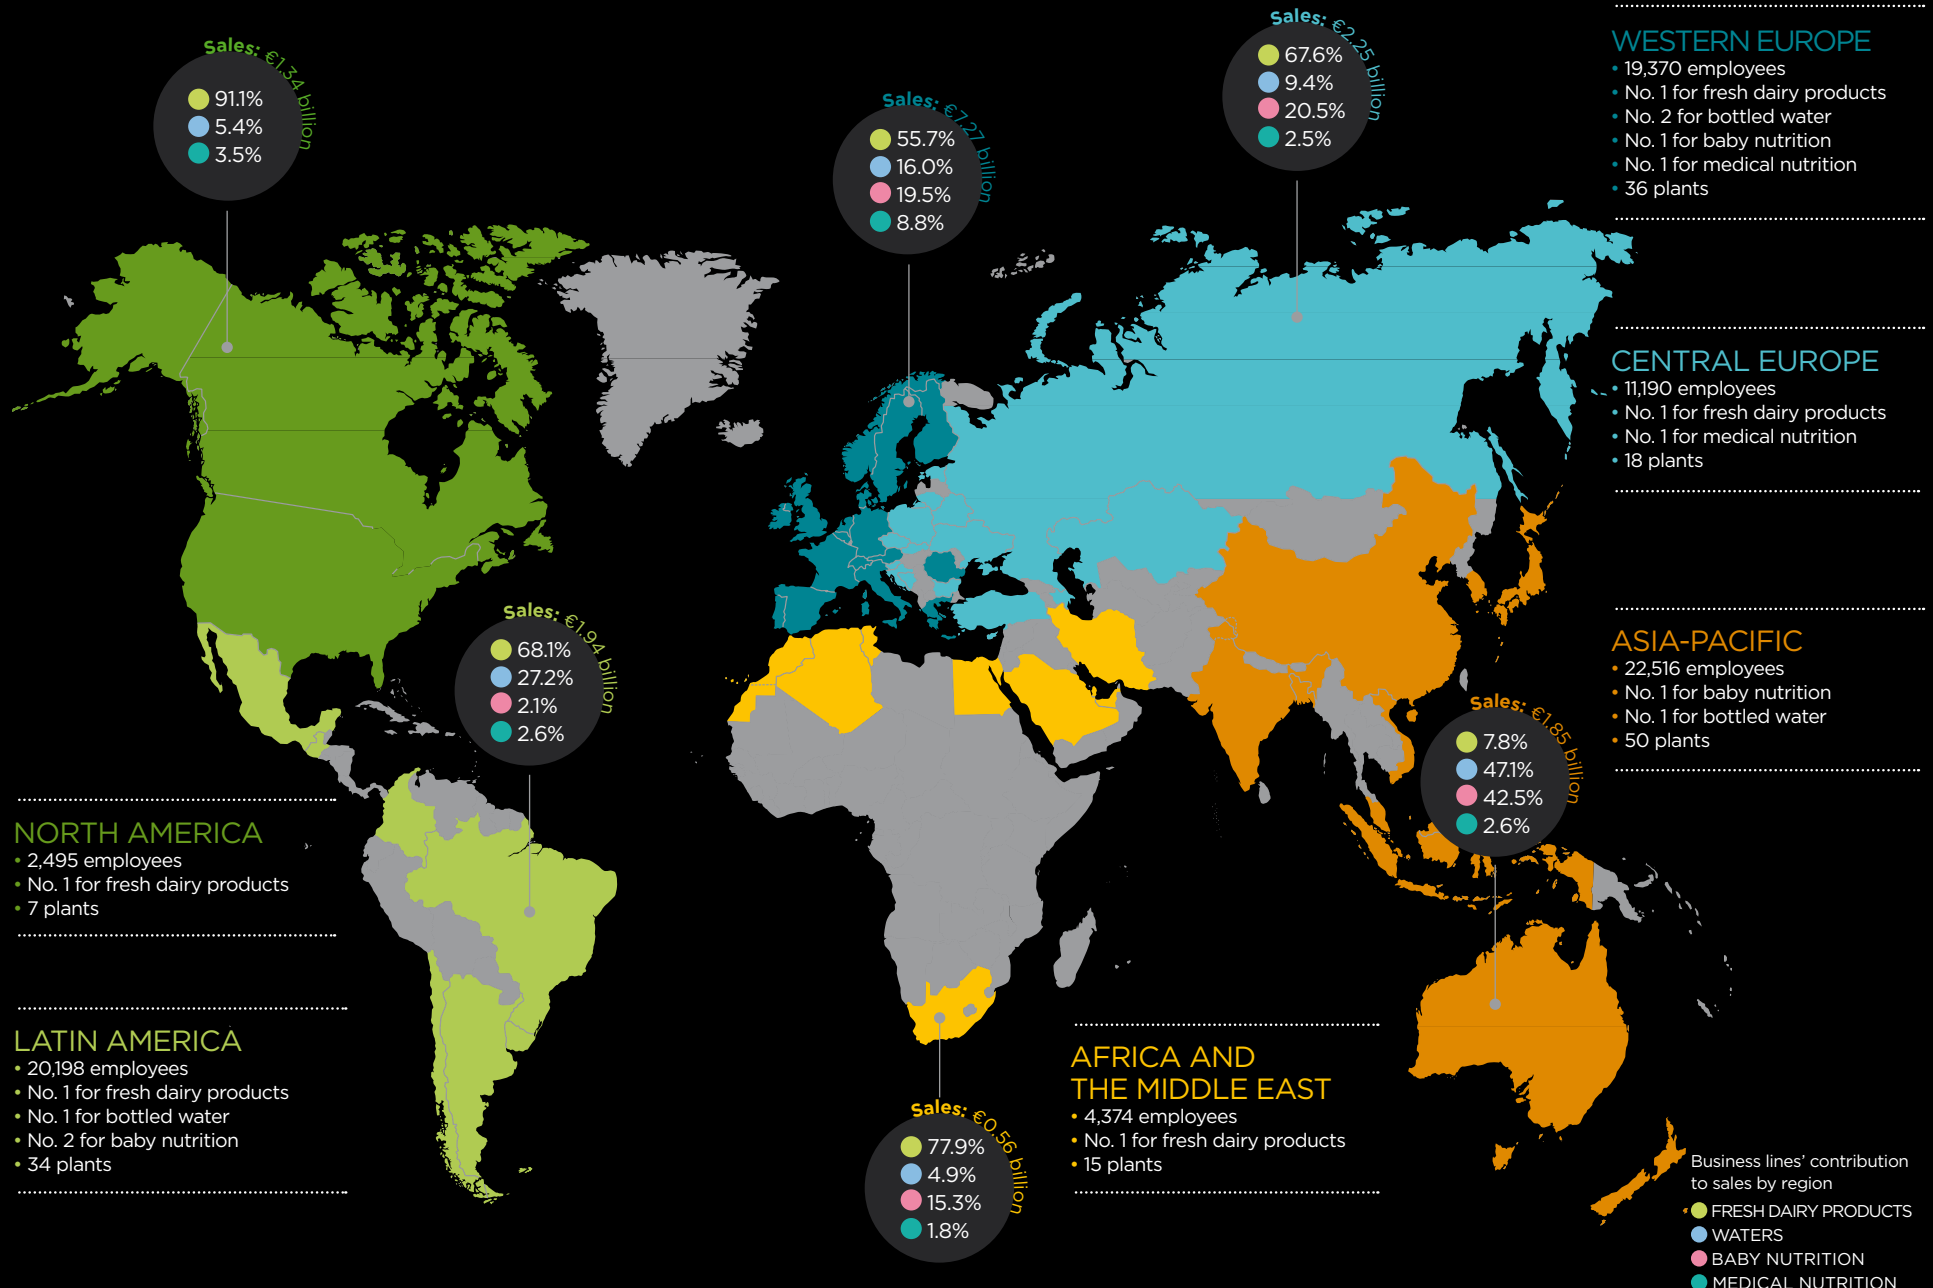 Sales: €1.34 billion
91.1%
5.4%
3.5%
Sales: €7.27 billion
55.7%
16.0%
19.5%
8.8%
Sales: €2.25 billion
67.6%
9.4%
20.5%
2.5%
WESTERN EUROPE
• 19,370 employees
• No. 1 for fresh dairy products
• No. 2 for bottled water
• No. 1 for baby nutrition
• No. 1 for medical nutrition
• 36 plants
CENTRAL EUROPE
• 11,190 employees
• No. 1 for fresh dairy products
• No. 1 for medical nutrition
• 18 plants
Sales: €1.94 billion
68.1%
27.2%
2.1%
2.6%
ASIA-PACIFIC
• 22,516 employees
• No. 1 for baby nutrition
• No. 1 for bottled water
• 50 plants
Sales: €1.85 billion
7.8%
47.1%
42.5%
2.6%
NORTH AMERICA
• 2,495 employees
• No. 1 for fresh dairy products
• 7 plants
LATIN AMERICA
• 20,198 employees
• No. 1 for fresh dairy products
• No. 1 for bottled water
• No. 2 for baby nutrition
• 34 plants
Sales: €0.56 billion
77.9%
4.9%
15.3%
1.8%
AFRICA AND
THE MIDDLE EAST
• 4,374 employees
• No. 1 for fresh dairy products
• 15 plants
Business lines' contribution
to sales by region
FRESH DAIRY PRODUCTS
WATERS
BABY NUTRITION
MEDICAL NUTRITION